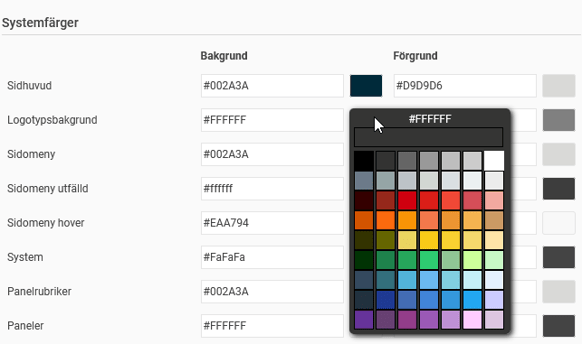 Systemfärger
Bakgrund Förgrund
Sidhuvud #002A3A #D9D9D6
Logotypsbakgrund #FFFFFF #FFFFFF
Sidomeny #002A3A
Sidomeny utfälld #ffffff
Sidomeny hover #EAA794
System #FaFaFa
Panelrubriker #002A3A
Paneler #FFFFFF